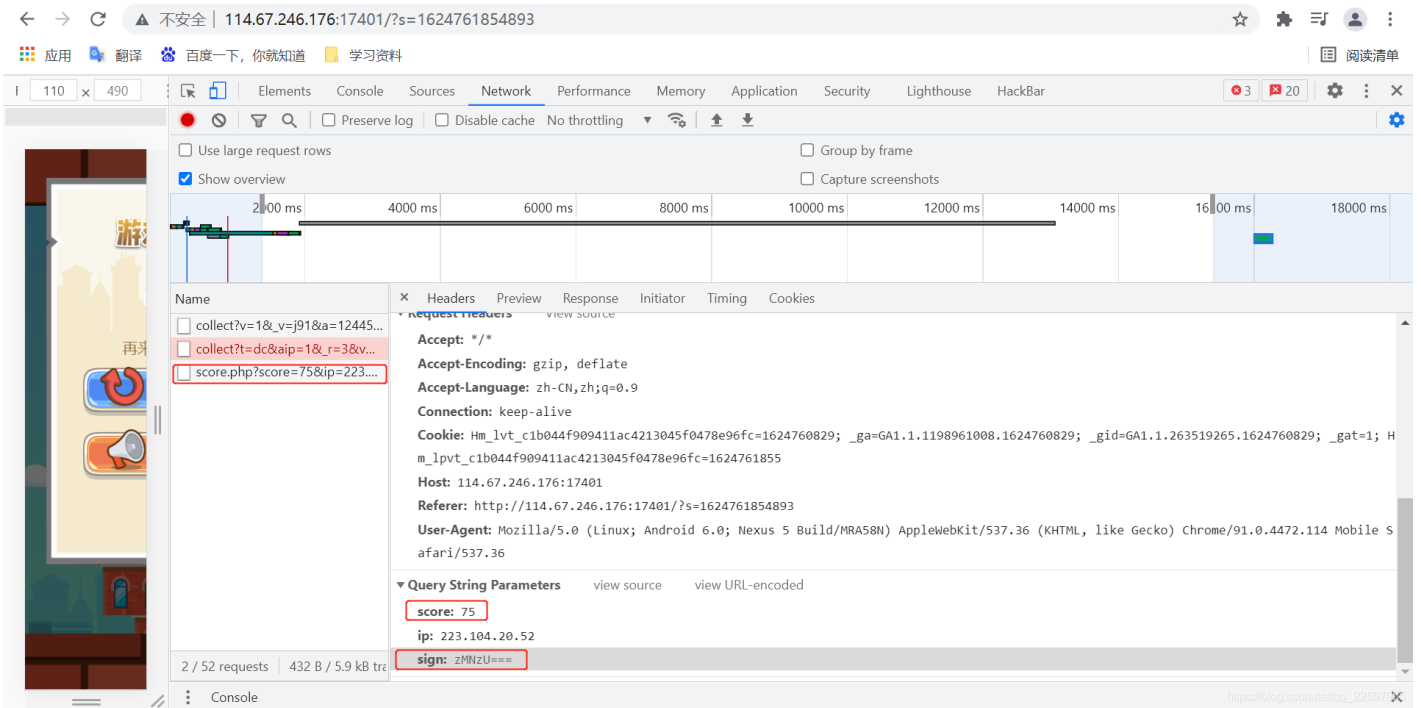 不安全 114.67.246.176:17401/?s=1624761854893
应用 翻译 百度一下，你就知道 学习资料 阅读清单
110 × 490 Elements Console Sources Network Performance Memory Application Security Lighthouse HackBar 3 20
Preserve log Disable cache No throttling
Use large request rows Group by frame
Show overview Capture screenshots
4000 ms 6000 ms 8000 ms 10000 ms 12000 ms 14000 ms 18000 ms
Name Headers Preview Response Initiator Timing Cookies
Request Headers view source
collect?v=1&_v=j91&a=12445...
collect?t=dc&aip=1&_r=3&v...
score.php?score=75&ip=223....
游
再来
Accept: */*
Accept-Encoding: gzip, deflate
Accept-Language: zh-CN,zh;q=0.9
Connection: keep-alive
Cookie: Hm_lvt_c1b044f909411ac4213045f0478e96fc=1624760829; _ga=GA1.1.1198961008.1624760829; _gid=GA1.1.263519265.1624760829; _gat=1; H
m_lpvt_c1b044f909411ac4213045f0478e96fc=1624761855
Host: 114.67.246.176:17401
Referer: http://114.67.246.176:17401/?s=1624761854893
User-Agent: Mozilla/5.0 (Linux; Android 6.0; Nexus 5 Build/MRA58N) AppleWebKit/537.36 (KHTML, like Gecko) Chrome/91.0.4472.114 Mobile S
afari/537.36
Query String Parameters view source view URL-encoded
score: 75
ip: 223.104.20.52
sign: zMNzU===
2 / 52 requests 432 B / 5.9 kB tra
Console